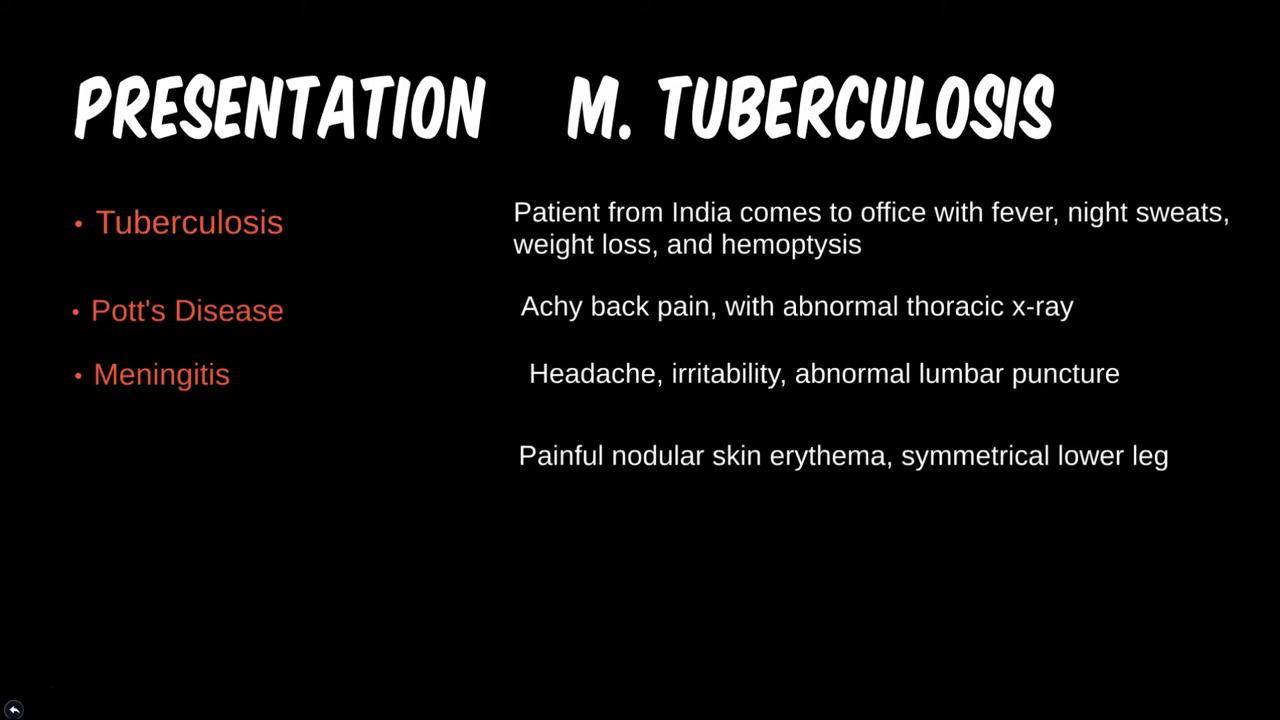 PRESENTATION M. TUBERCULOSIS
• Tuberculosis
Patient from India comes to office with fever, night sweats,
weight loss, and hemoptysis
• Pott's Disease
Achy back pain, with abnormal thoracic x-ray
• Meningitis
Headache, irritability, abnormal lumbar puncture
Painful nodular skin erythema, symmetrical lower leg